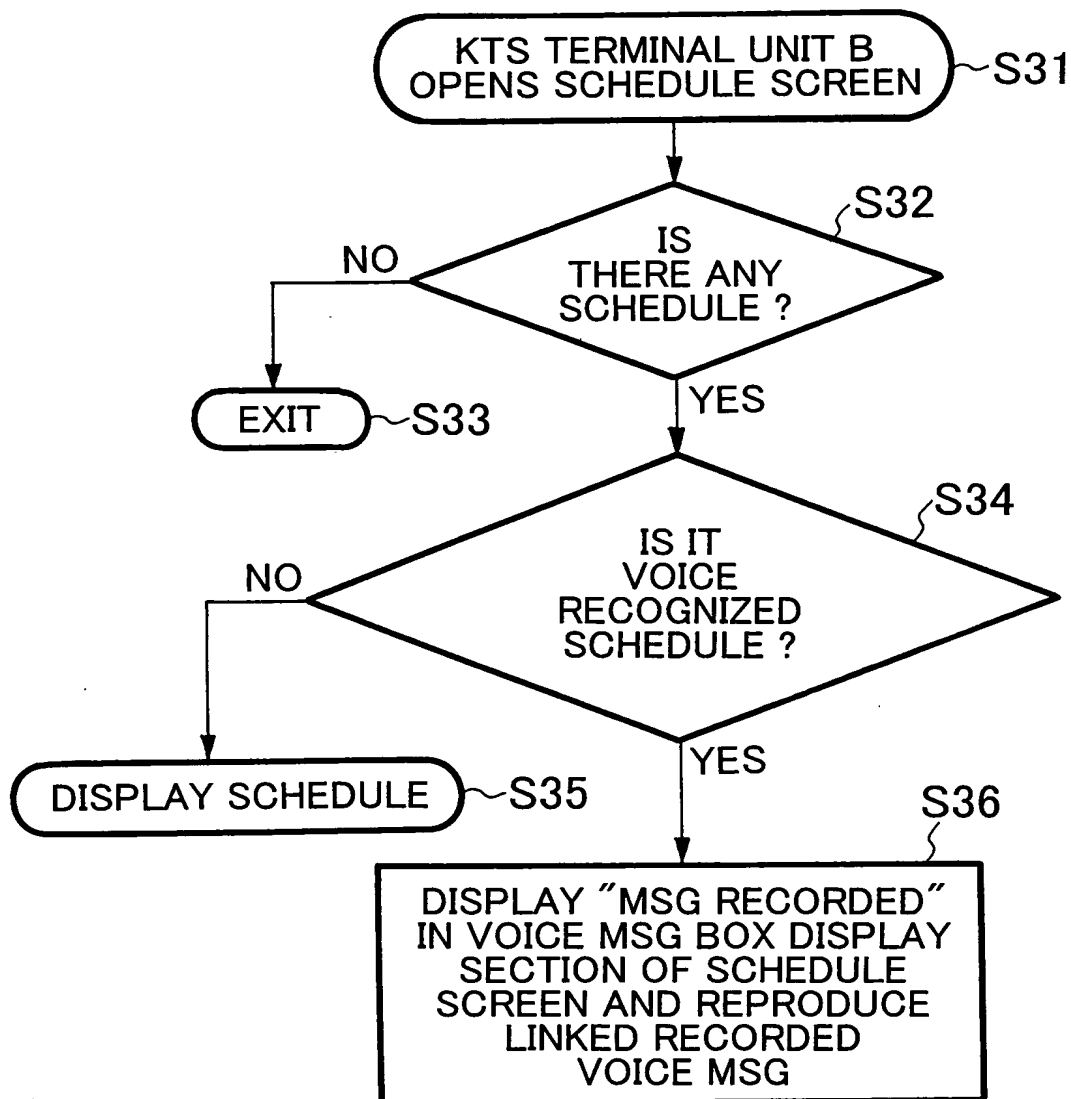 KTS TERMINAL UNIT B
OPENS SCHEDULE SCREEN
S31
S32
IS
THERE ANY
SCHEDULE ?
NO
EXIT
S33
YES
S34
IS IT
VOICE
RECOGNIZED
SCHEDULE ?
NO
DISPLAY SCHEDULE
S35
YES
S36
DISPLAY "MSG RECORDED"
IN VOICE MSG BOX DISPLAY
SECTION OF SCHEDULE
SCREEN AND REPRODUCE
LINKED RECORDED
VOICE MSG